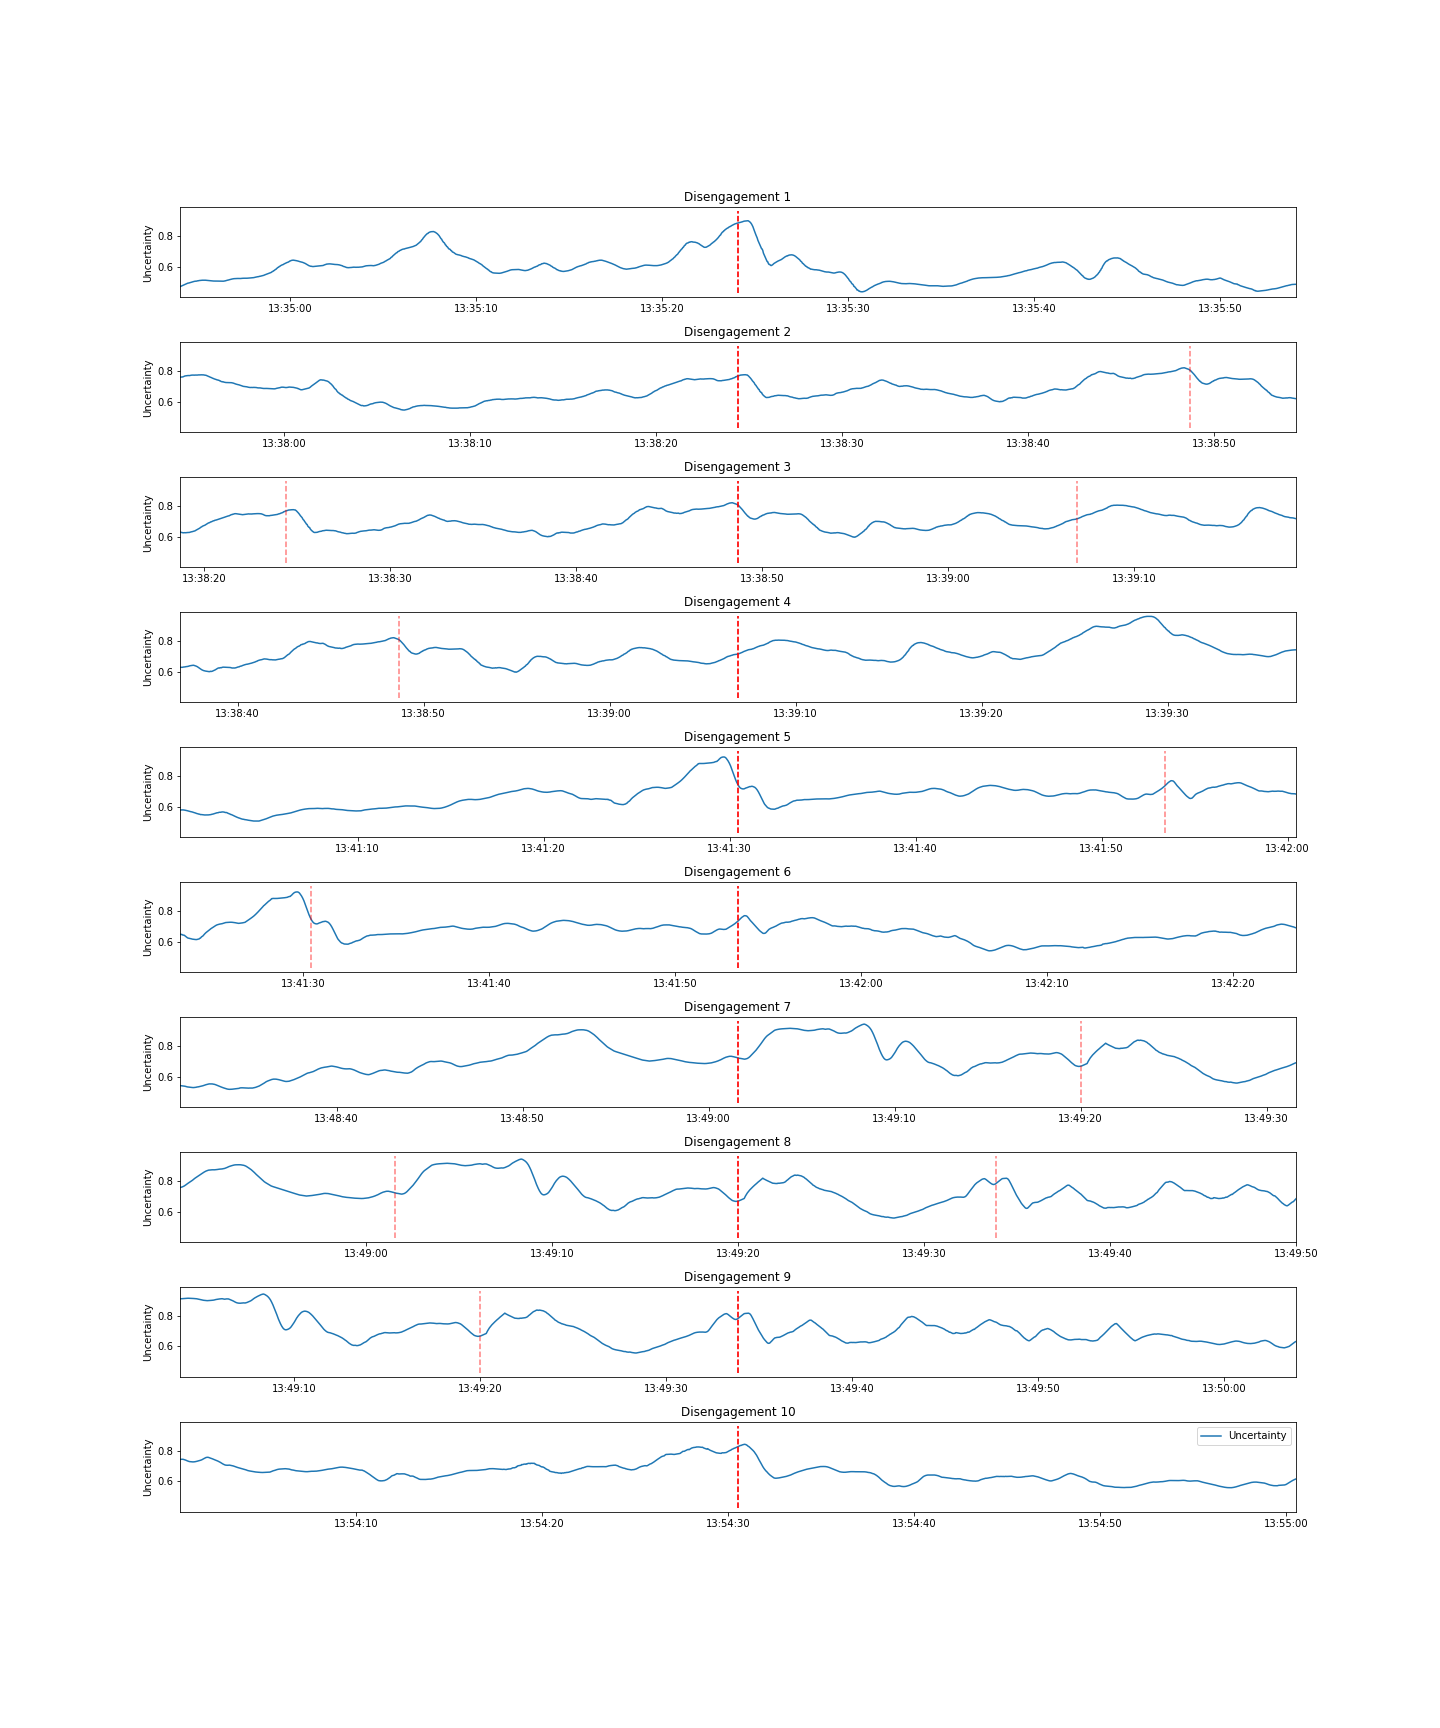 Disengagement 1
Uncertainty
0.8
0.6
13:35:00 13:35:10 13:35:20 13:35:30 13:35:40 13:35:50
Disengagement 2
Uncertainty
0.8
0.6
13:38:00 13:38:10 13:38:20 13:38:30 13:38:40 13:38:50
Disengagement 3
Uncertainty
0.8
0.6
13:38:20 13:38:30 13:38:40 13:38:50 13:39:00 13:39:10
Disengagement 4
Uncertainty
0.8
0.6
13:38:40 13:38:50 13:39:00 13:39:10 13:39:20 13:39:30
Disengagement 5
Uncertainty
0.8
0.6
13:41:10 13:41:20 13:41:30 13:41:40 13:41:50 13:42:00
Disengagement 6
Uncertainty
0.8
0.6
13:41:30 13:41:40 13:41:50 13:42:00 13:42:10 13:42:20
Disengagement 7
Uncertainty
0.8
0.6
13:48:40 13:48:50 13:49:00 13:49:10 13:49:20 13:49:30
Disengagement 8
Uncertainty
0.8
0.6
13:49:00 13:49:10 13:49:20 13:49:30 13:49:40 13:49:50
Disengagement 9
Uncertainty
0.8
0.6
13:49:10 13:49:20 13:49:30 13:49:40 13:49:50 13:50:00
Disengagement 10
Uncertainty
Uncertainty
0.8
0.6
13:54:10 13:54:20 13:54:30 13:54:40 13:54:50 13:55:00